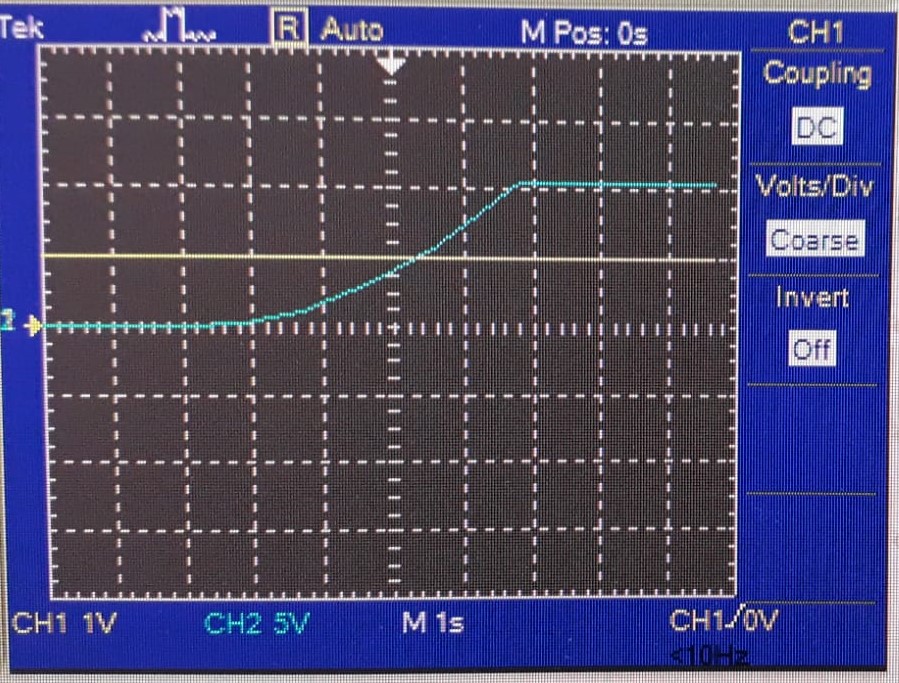 Tek R Auto M Pos: 0s CH1
Coupling
DC
Volts/Div
Coarse
Invert
Off
2
CH1 1V CH2 5V M 1s CH1 0V
<10Hz